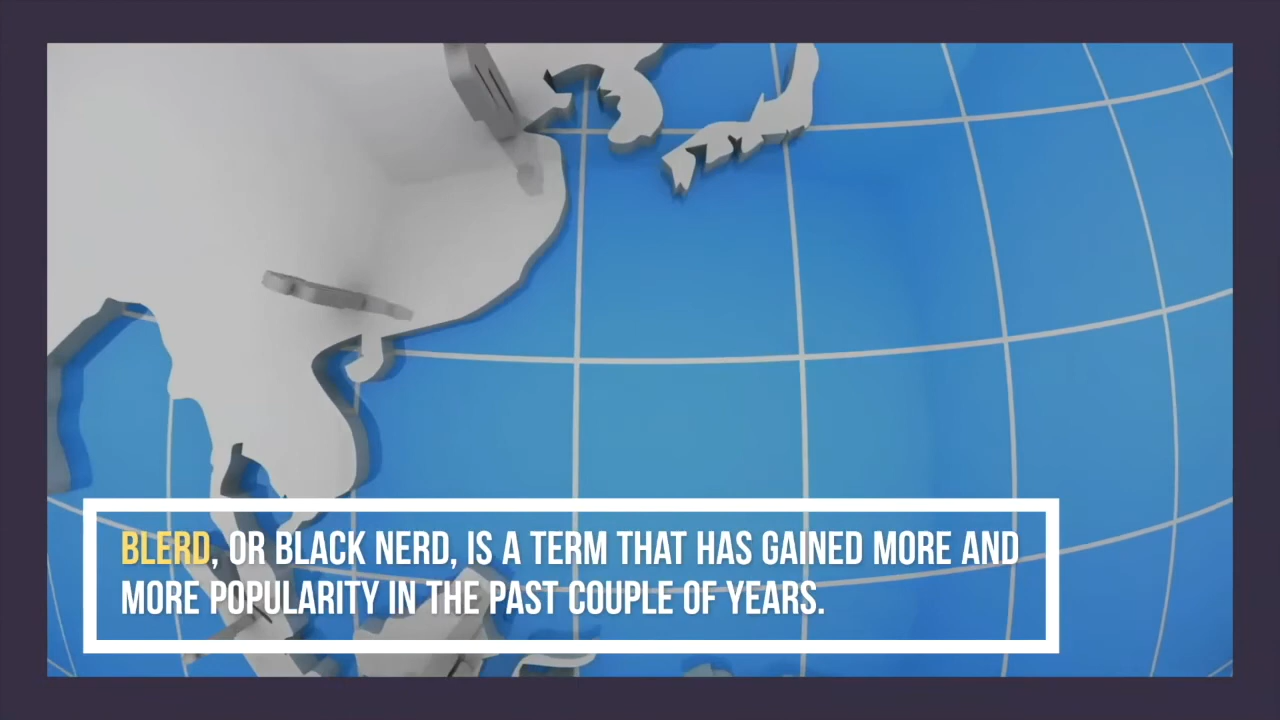 BLERD, OR BLACK NERD, IS A TERM THAT HAS GAINED MORE AND
MORE POPULARITY IN THE PAST COUPLE OF YEARS.